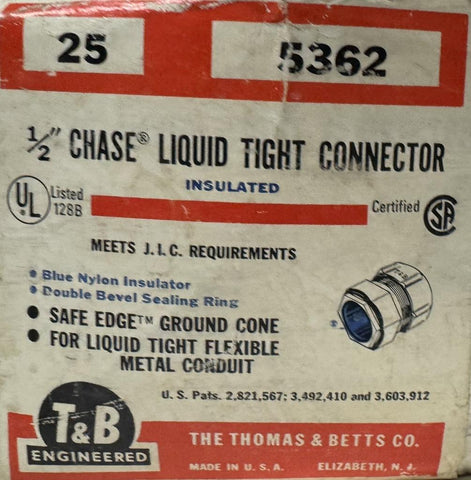 25 5362
1/2" CHASE® LIQUID TIGHT CONNECTOR
INSULATED
UL Listed 128B
Certified SA
MEETS J.I.C. REQUIREMENTS
• Blue Nylon Insulator
• Double Bevel Sealing Ring
• SAFE EDGE™ GROUND CONE
• FOR LIQUID TIGHT FLEXIBLE
METAL CONDUIT
U. S. Pats. 2,821,567; 3,492,410 and 3,603,912
T&B
ENGINEERED
THE THOMAS & BETTS CO.
MADE IN U.S.A. ELIZABETH, N. J.